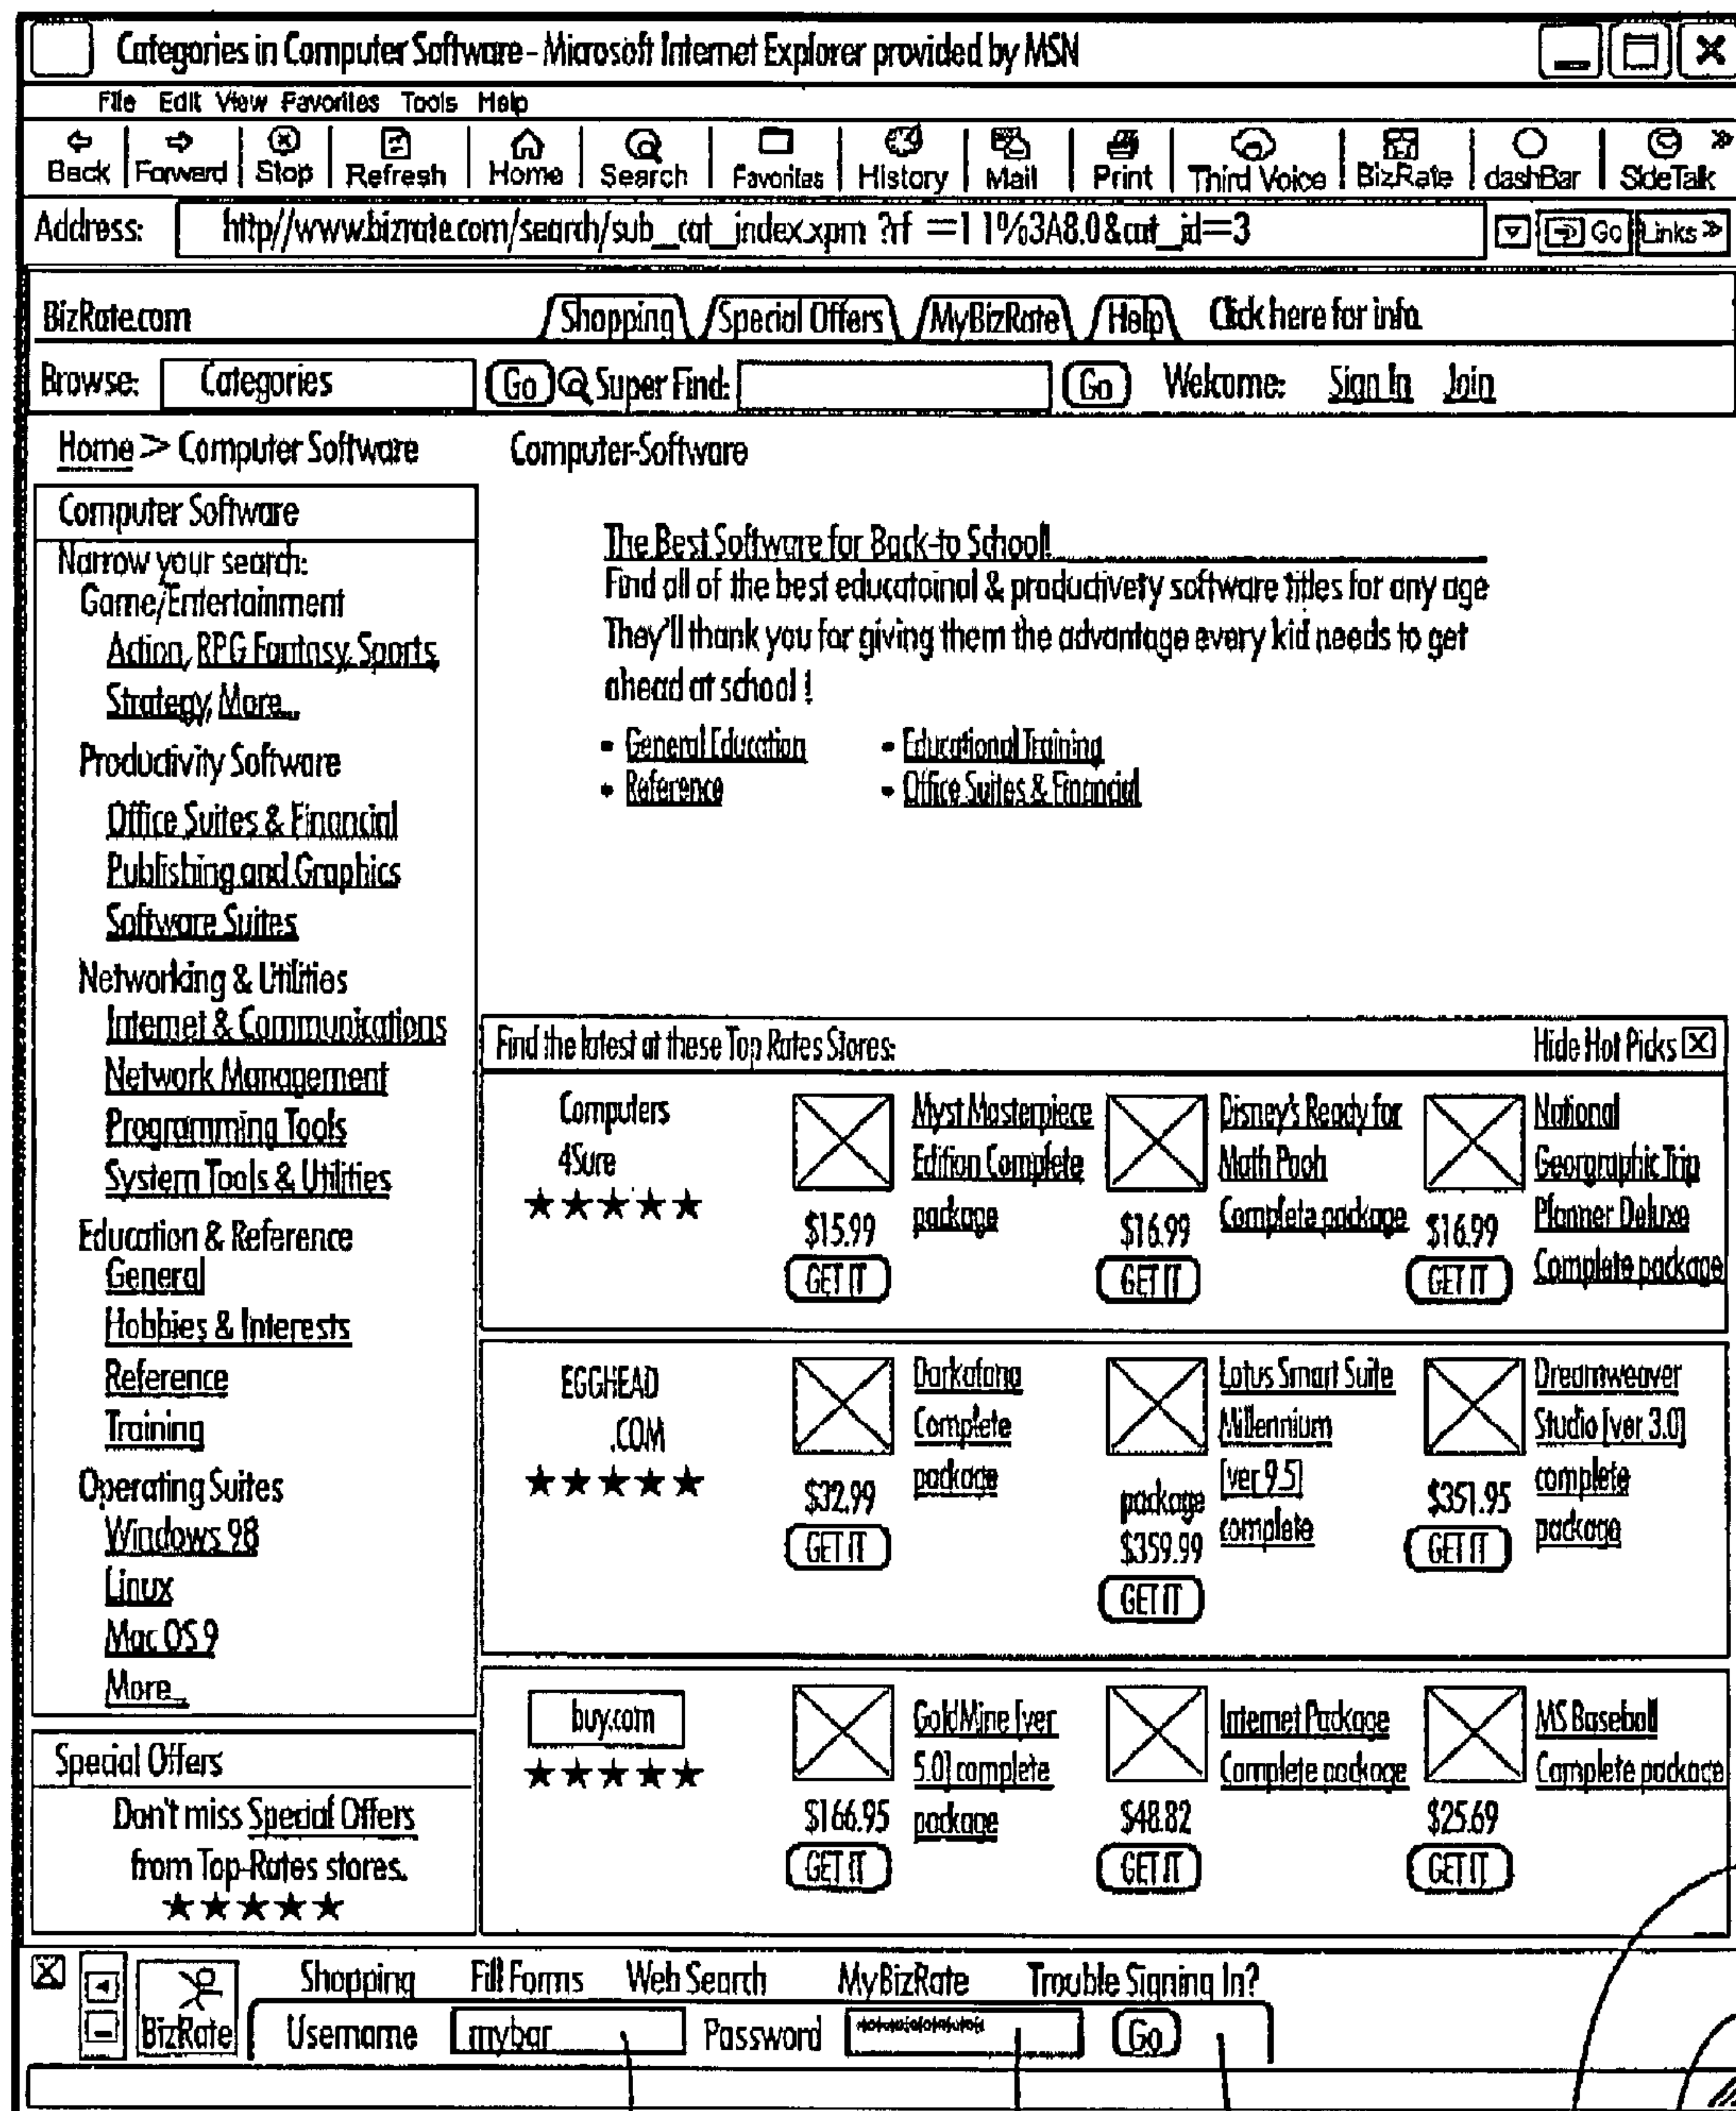 Categories in Computer Software - Microsoft Internet Explorer provided by MSN
File Edit View Favorites Tools Help
Back Forward Stop Refresh Home Search Favorites History Mail Print Third Voice BizRate dashBar SideTalk »
Address: http//www.bizrate.com/search/sub_cat_index.xpm ?rf =1 1%3A8.0&cat_id=3 Go Links »
BizRate.com Shopping Special Offers MyBizRate Help Click here for info.
Browse: Categories Go Super Find: Go Welcome: Sign In Join
Home > Computer Software
Computer-Software
Computer Software
Narrow your search:
Game/Entertainment
Action, RPG Fantasy, Sports,
Strategy, More...
Productivity Software
Office Suites & Financial
Publishing and Graphics
Software Suites
Networking & Utilities
Internet & Communications
Network Management
Programming Tools
System Tools & Utilities
Education & Reference
General
Hobbies & Interests
Reference
Training
Operating Suites
Windows 98
Linux
Mac OS 9
More...
Special Offers
Don't miss Special Offers
from Top-Rates stores.
★★★★★
The Best Software for Back-to School!
Find all of the best educatoinal & productivety software titles for any age
They'll thank you for giving them the advantage every kid needs to get
ahead at school !
• General Education
• Educational Training
• Reference
• Office Suites & Financial
Find the latest at these Top Rates Stores: Hide Hot Picks
Computers
4Sure
★★★★★
$15.99
GET IT
Myst Masterpiece
Edition Complete
package
$16.99
GET IT
Disney's Ready for
Math Pooh
Complete package
$16.99
GET IT
National
Georgraphic Trip
Planner Deluxe
Complete package
EGGHEAD
.COM
★★★★★
$32.99
GET IT
Darkatang
Complete
package
package
$359.99
GET IT
Lotus Smart Suite
Millennium
[ver 9.5]
complete
$351.95
GET IT
Dreamweaver
Studio [ver 3.0]
complete
package
buy.com
★★★★★
$166.95
GET IT
GoldMine [ver
5.0] complete
package
$48.82
GET IT
Internet Package
Complete package
$25.69
GET IT
MS Baseball
Complete package
BizRate
Shopping Fill Forms Web Search MyBizRate Trouble Signing In?
Username mybar Password Go